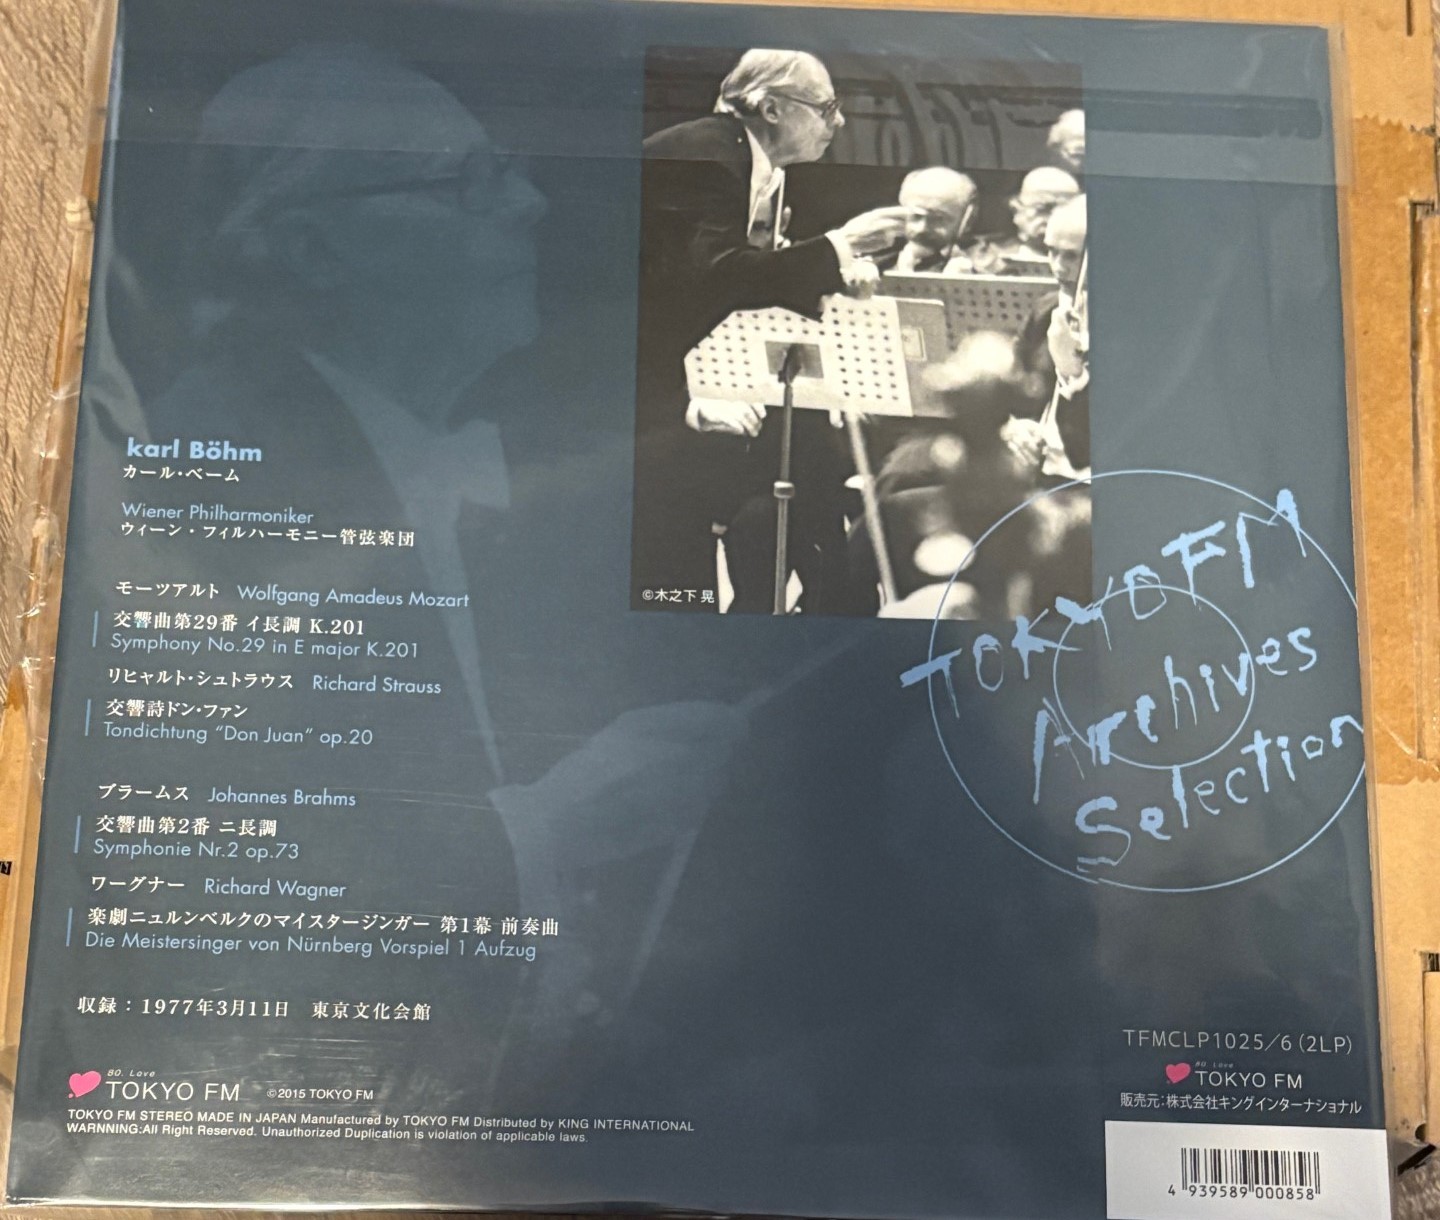 karl Böhm
カール・ベーム
Wiener Philharmoniker
ウィーン・フィルハーモニー管弦楽団
モーツアルト Wolfgang Amadeus Mozart
交響曲第29番 イ長調 K.201
Symphony No.29 in E major K.201
リヒャルト・シュトラウス Richard Strauss
交響詩ドン・ファン
Tondichtung “Don Juan” op.20
ブラームス Johannes Brahms
交響曲第2番 ニ長調
Symphonie Nr.2 op.73
ワーグナー Richard Wagner
楽劇ニュルンベルクのマイスタージンガー 第1幕 前奏曲
Die Meistersinger von Nürnberg Vorspiel 1 Aufzug
収録：1977年3月11日 東京文化会館
80. Love
TOKYO FM ©2015 TOKYO FM
TOKYO FM STEREO MADE IN JAPAN Manufactured by TOKYO FM Distributed by KING INTERNATIONAL
WARNNING:All Right Reserved. Unauthorized Duplication is violation of applicable laws.
©木之下 晃
TOKYO FM
Archives
Selection
TFMCLP1025/6(2LP)
80. Love
TOKYO FM
販売元:株式会社キングインターナショナル
4 939589 000858